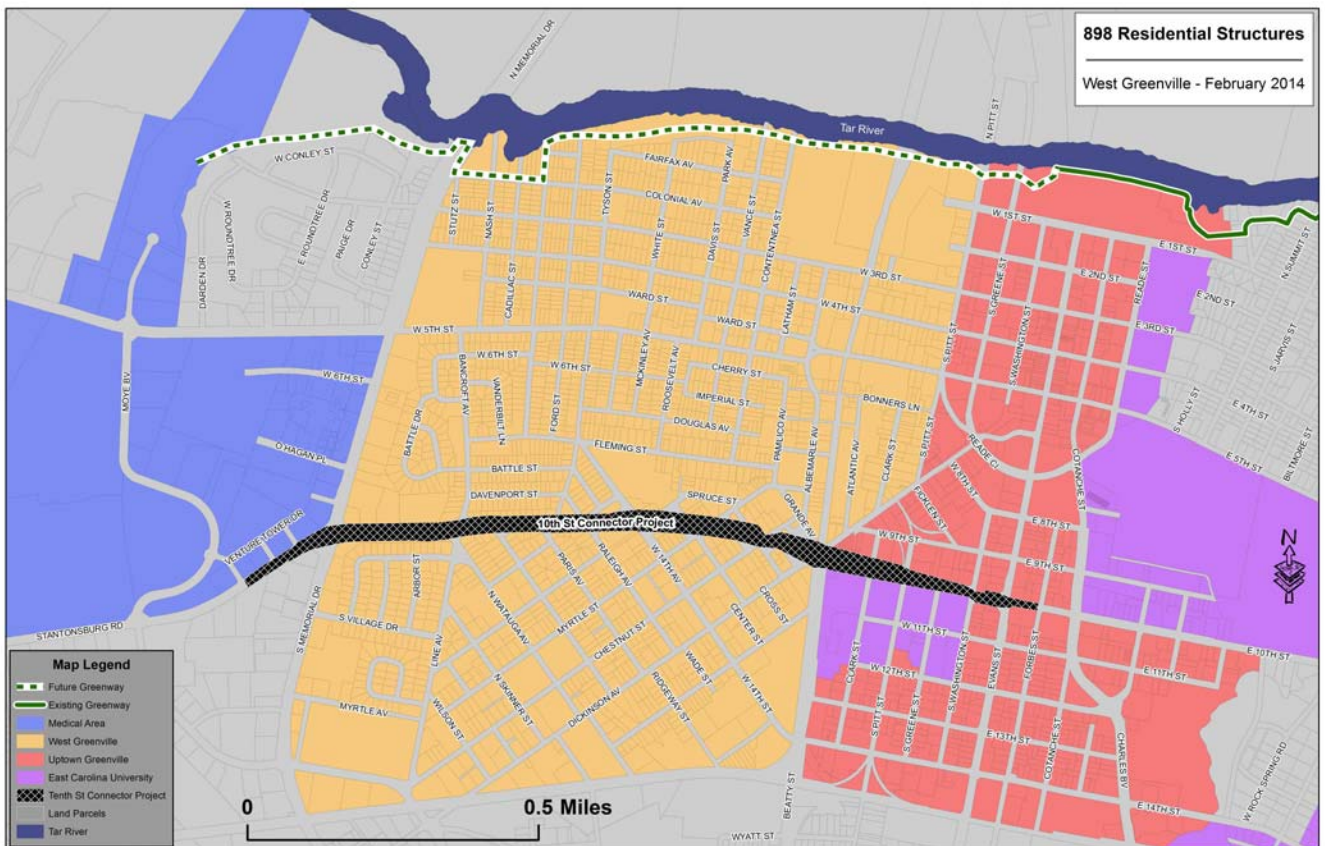 898 Residential Structures
West Greenville - February 2014
N MEMORIAL DR
N PITT ST
Tar River
W CONLEY ST
FAIRFAX AV
PARK AV
TYSON ST
COLONIAL AV
W ROUNDTREE DR
E ROUNDTREE DR
PAIGE DR
CONLEY ST
STUTZ ST
NASH ST
WHITE ST
DAVIS ST
VANCE ST
CONTENTNEA ST
W 1ST ST
E 1ST ST
N SUMMIT ST
DARDEN DR
CADILLAC ST
W 3RD ST
S GREENE ST
E 2ND ST
READE ST
E 2ND ST
WARD ST
LATHAM ST
W 4TH ST
S WASHINGTON ST
E 3RD ST
S JARVIS ST
MOYE BV
W 5TH ST
MCKINLEY AV
WARD ST
S PITT ST
W 6TH ST
BANCROFT AV
W 6TH ST
W 6TH ST
ROOSEVELT AV
CHERRY ST
S HOLLY ST
E 4TH ST
VANDERBILT LN
IMPERIAL ST
BONNERS LN
BATTLE DR
FORD ST
DOUGLAS AV
PAMLICO AV
ALBEMARLE AV
S PITT ST
READE CI
COTANCHE ST
E 5TH ST
BILTMORE ST
O HAGAN PL
FLEMING ST
ATLANTIC AV
CLARK ST
W 8TH ST
BATTLE ST
DAVENPORT ST
SPRUCE ST
GRANDE AV
FICKLEN ST
E 8TH ST
10th St Connector Project
VENTURE TOWER DR
W 9TH ST
E 9TH ST
N
ARBOR ST
PARIS AV
RALEIGH AV
W 14TH AV
CROSS ST
N WATAUGA AV
MYRTLE ST
CENTER ST
STANTONSBURG RD
S MEMORIAL DR
S VILLAGE DR
LINE AV
CHESTNUT ST
W 11TH ST
CLARK ST
W 12TH ST
S WASHINGTON ST
EVANS ST
FORBES ST
E 10TH ST
E 11TH ST
WADE ST
N SKINNER ST
RIDGEWAY ST
W 14TH ST
MYRTLE AV
WILSON ST
DICKINSON AV
S PITT ST
S GREENE ST
E 13TH ST
COTANCHE ST
CHARLES BV
W ROCK SPRING RD
BEATTY ST
E 14TH ST
WYATT ST
Map Legend
Future Greenway
Existing Greenway
Medical Area
West Greenville
Uptown Greenville
East Carolina University
Tenth St Connector Project
Land Parcels
Tar River
0
0.5 Miles